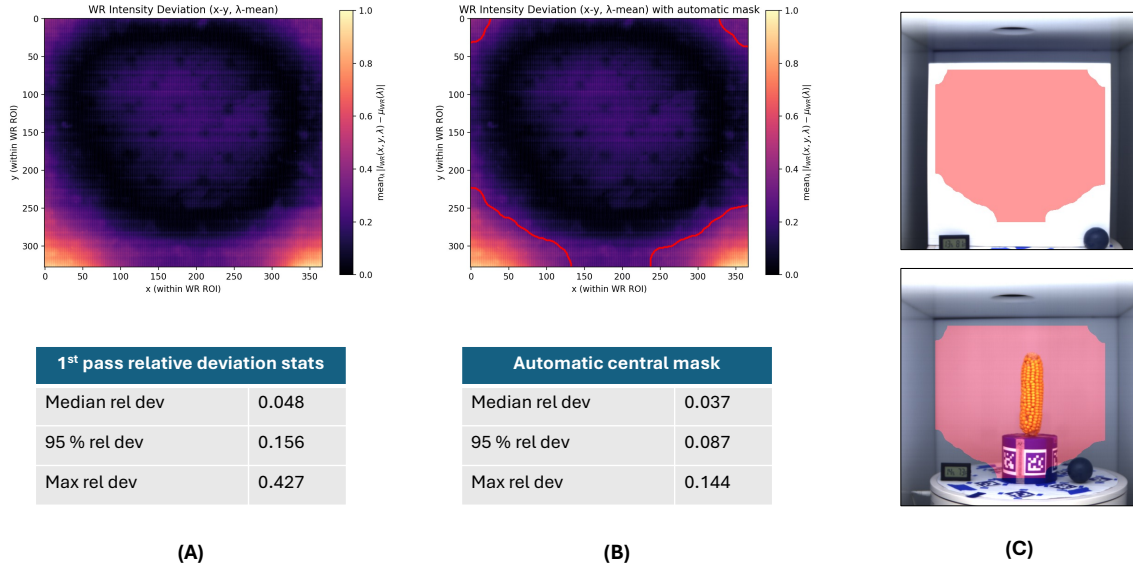 WR Intensity Deviation (x-y, λ-mean)
0
50
100
150
200
250
300
y (within WR ROI)
0 50 100 150 200 250 300 350
x (within WR ROI)
1.0
0.8
0.6
0.4
0.2
0.0
meanλ |IWR(x, y, λ) − μWR(λ)|
1st pass relative deviation stats
Median rel dev 0.048
95 % rel dev 0.156
Max rel dev 0.427
(A)
WR Intensity Deviation (x-y, λ-mean) with automatic mask
0
50
100
150
200
250
300
y (within WR ROI)
0 50 100 150 200 250 300 350
x (within WR ROI)
1.0
0.8
0.6
0.4
0.2
0.0
meanλ |IWR(x, y, λ) − μWR(λ)|
Automatic central mask
Median rel dev 0.037
95 % rel dev 0.087
Max rel dev 0.144
(B)
(C)